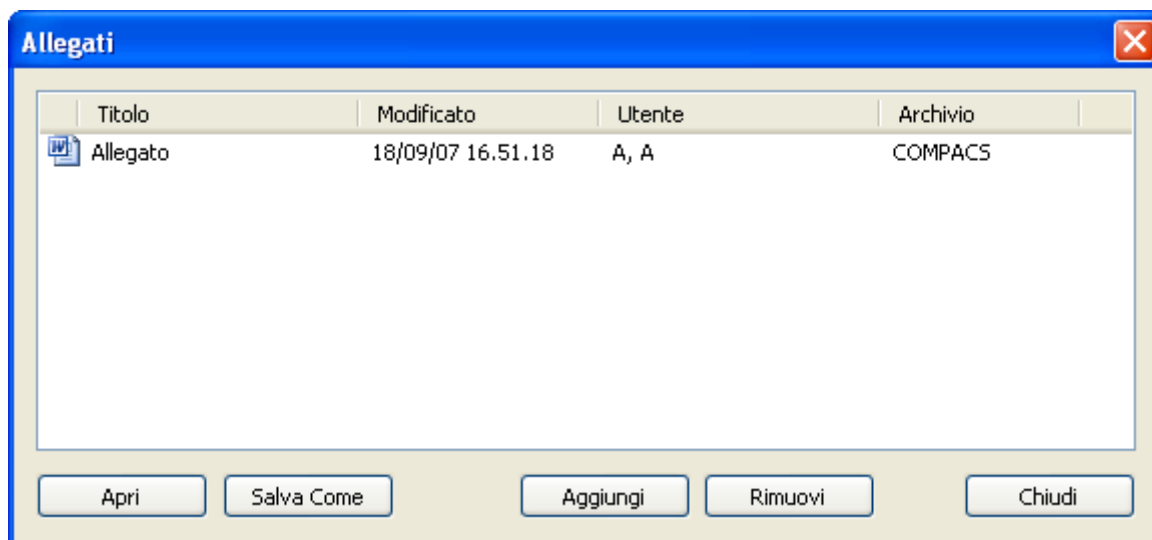 Allegati
Titolo Modificato Utente Archivio
Allegato 18/09/07 16.51.18 A, A COMPACS
Apri Salva Come Aggiungi Rimuovi Chiudi